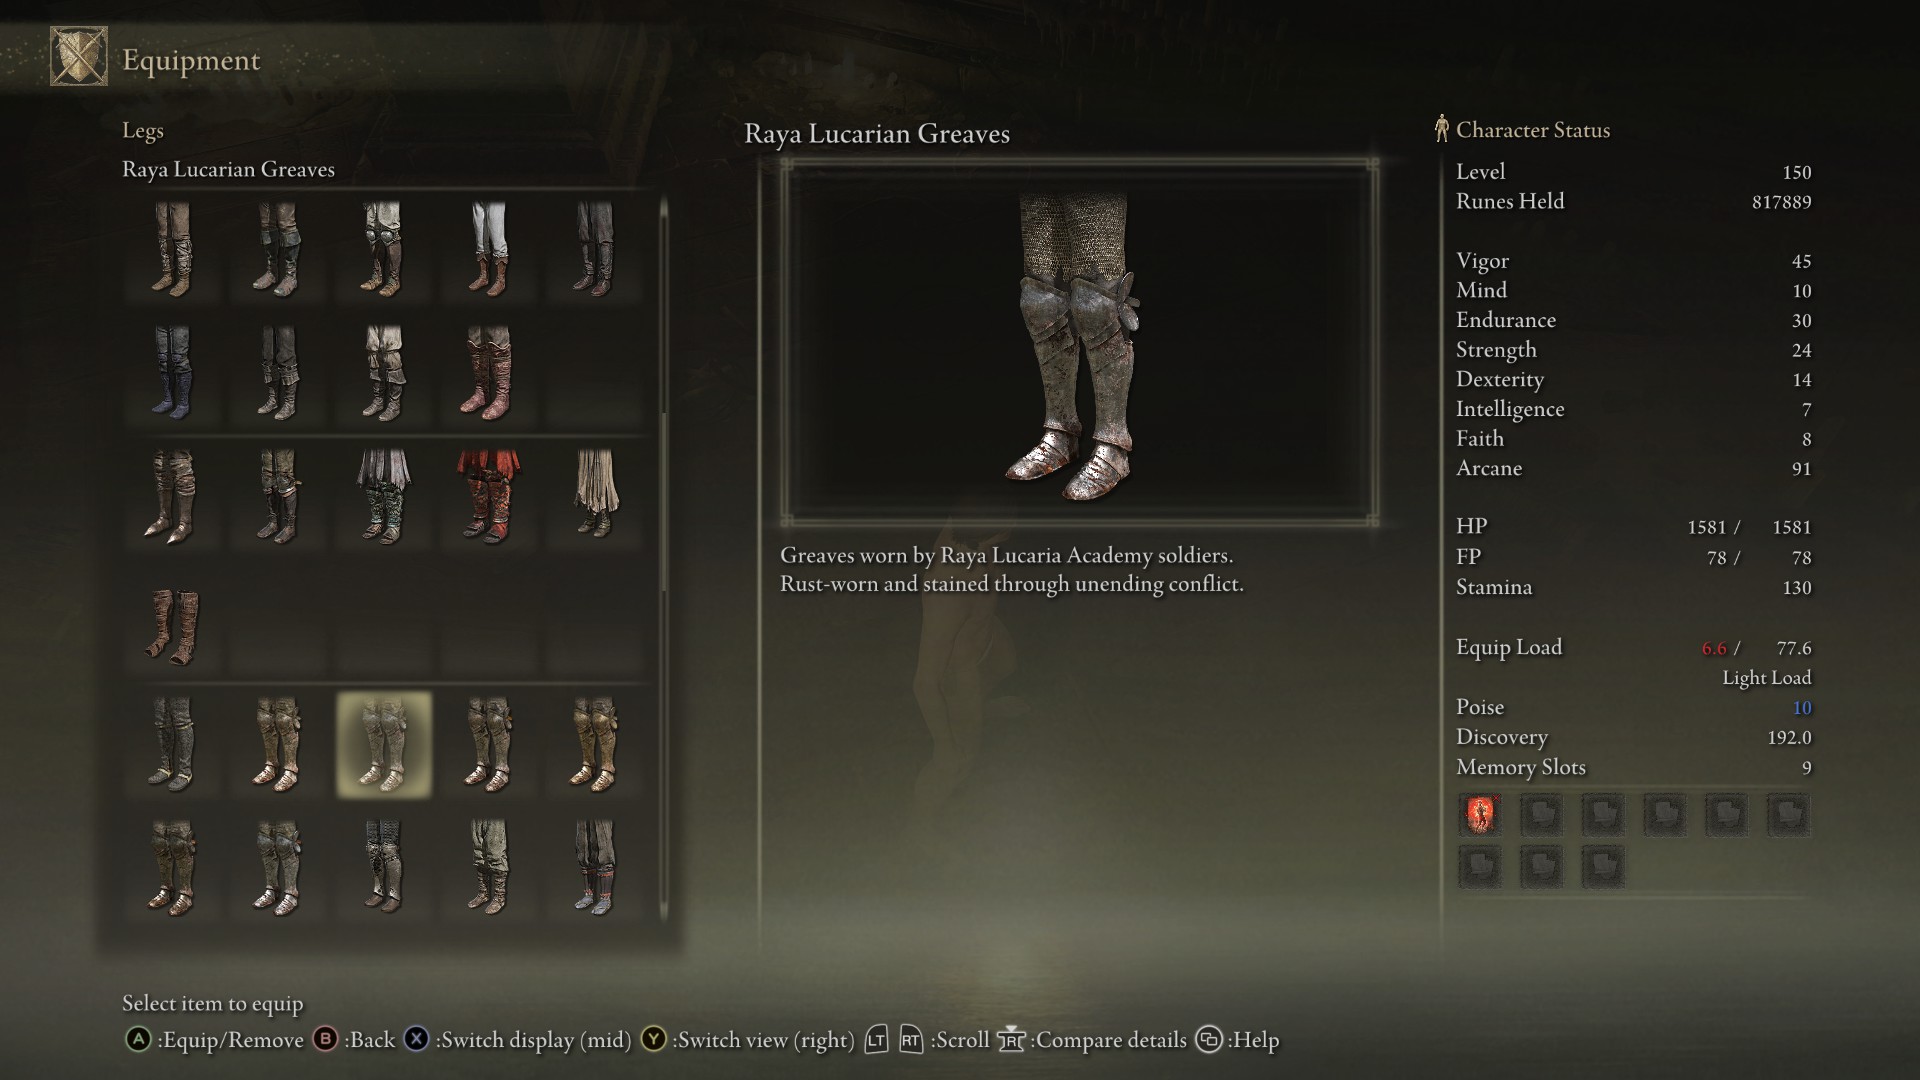 Equipment
Legs
Raya Lucarian Greaves
Raya Lucarian Greaves
Greaves worn by Raya Lucaria Academy soldiers.
Rust-worn and stained through unending conflict.
Character Status
Level 150
Runes Held 817889
Vigor 45
Mind 10
Endurance 30
Strength 24
Dexterity 14
Intelligence 7
Faith 8
Arcane 91
HP 1581 / 1581
FP 78 / 78
Stamina 130
Equip Load 6.6 / 77.6
Light Load
Poise 10
Discovery 192.0
Memory Slots 9
Select item to equip
A :Equip/Remove B :Back X :Switch display (mid) Y :Switch view (right) LT RT :Scroll R :Compare details :Help